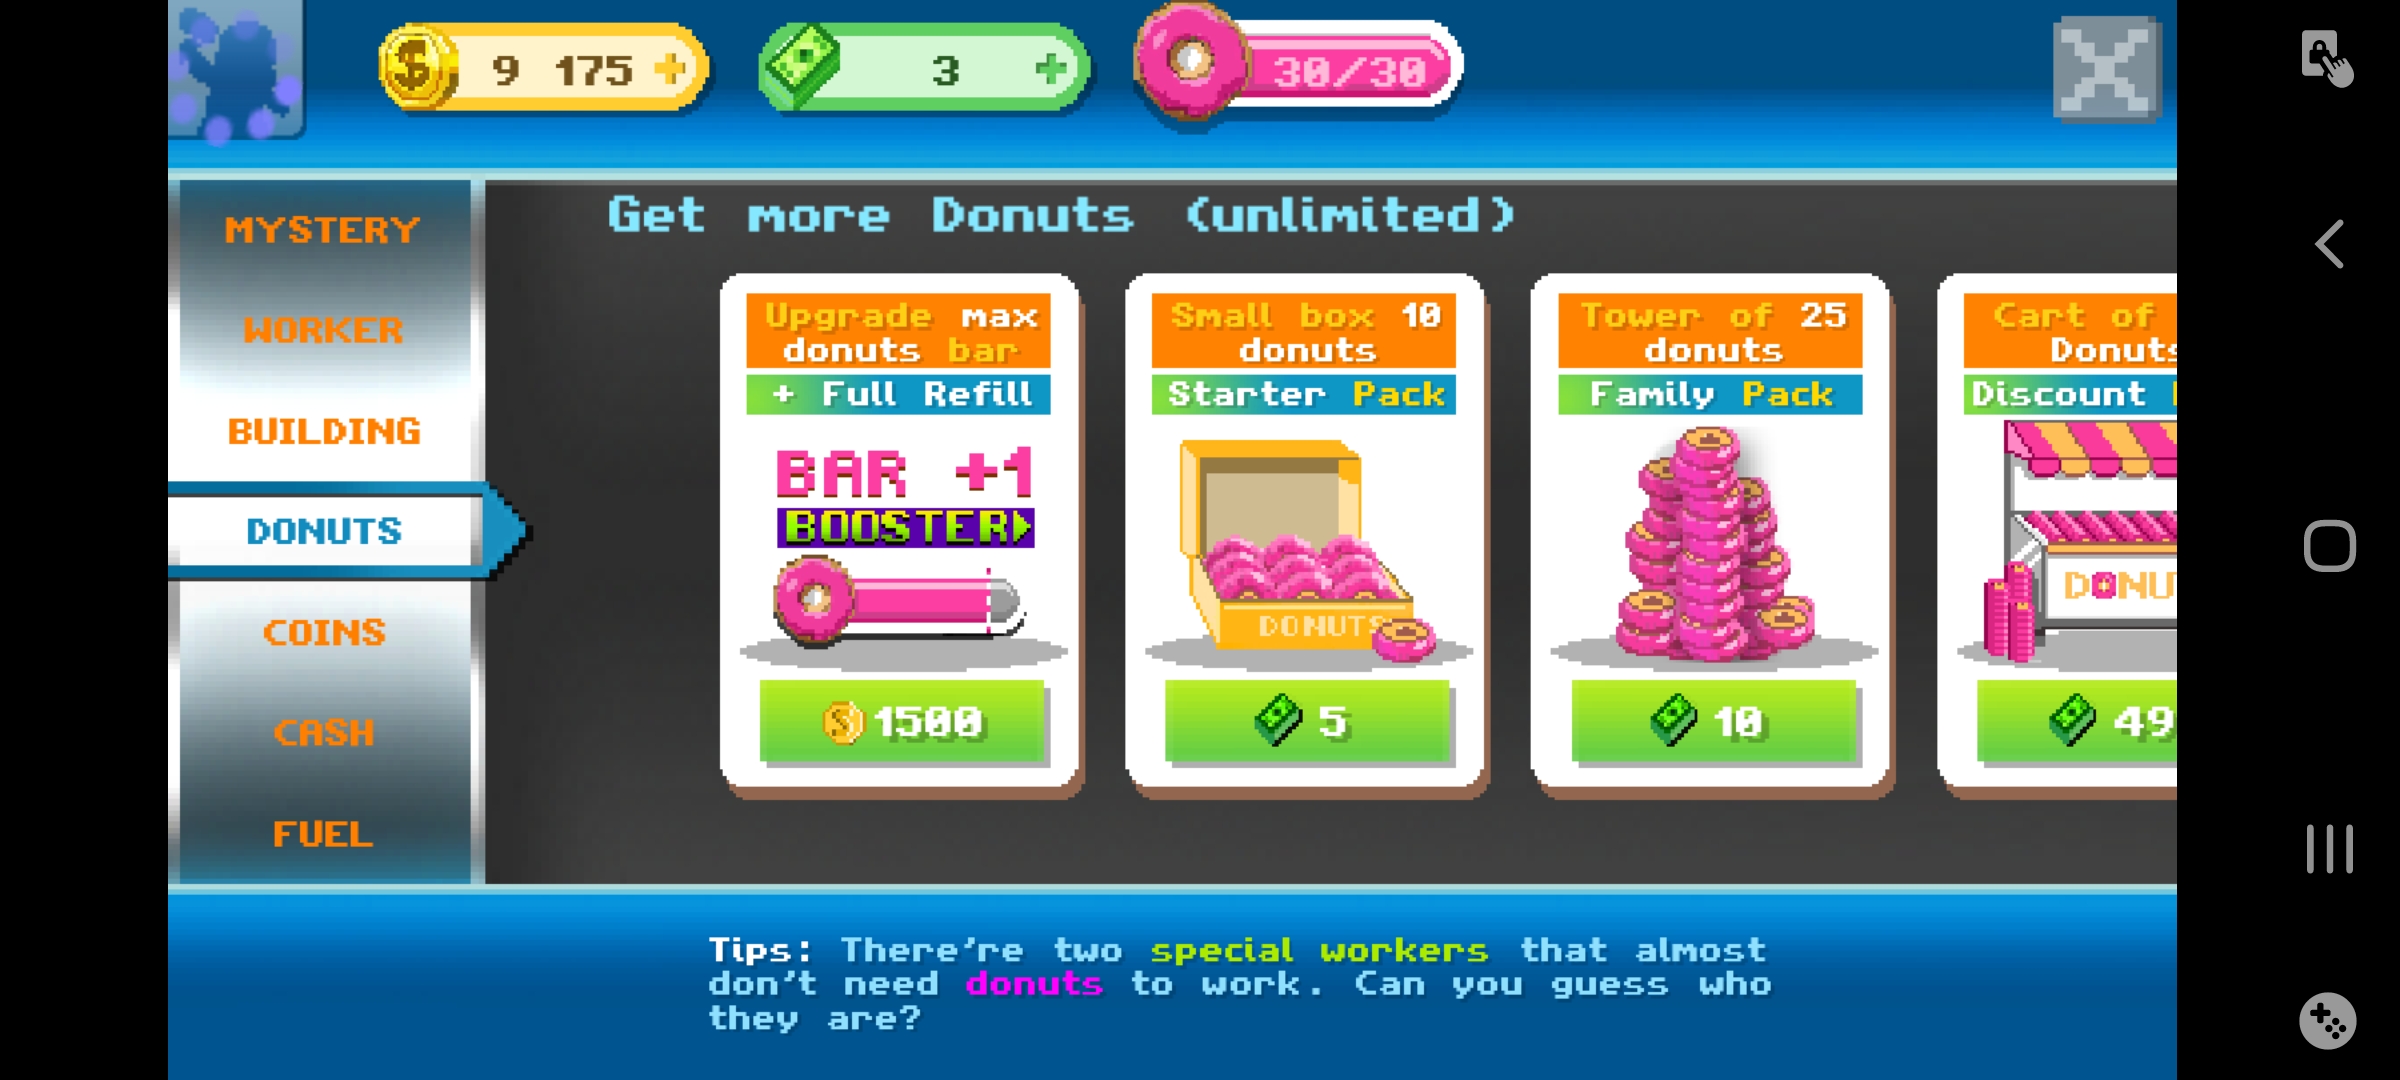 9 175 +
3 +
30/30
MYSTERY
WORKER
BUILDING
DONUTS
COINS
CASH
FUEL
Get more Donuts (unlimited)
Upgrade max
donuts bar
+ Full Refill
BAR +1
BOOSTER
1500
Small box 10
donuts
Starter Pack
DONUTS
5
Tower of 25
donuts
Family Pack
10
Cart of
Donuts
Discount
DONU
49
Tips: There're two special workers that almost
don't need donuts to work. Can you guess who
they are?